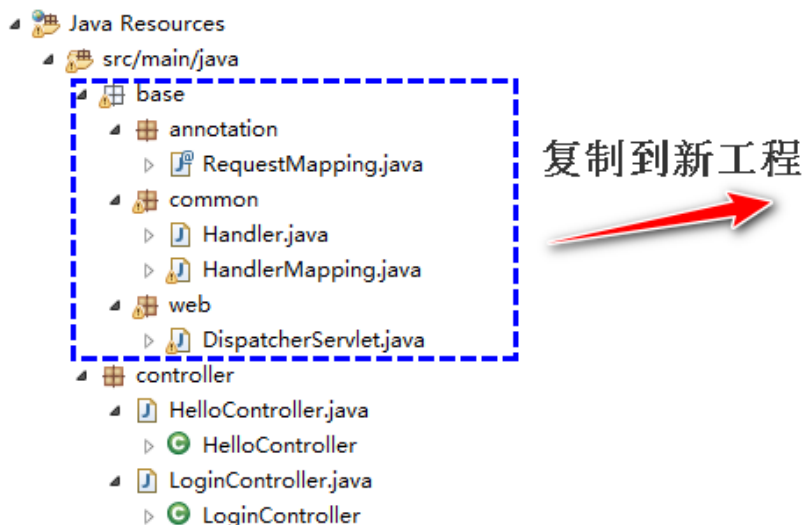 Java Resources
src/main/java
base
annotation
RequestMapping.java
复制到新工程
common
Handler.java
HandlerMapping.java
web
DispatcherServlet.java
controller
HelloController.java
HelloController
LoginController.java
LoginController